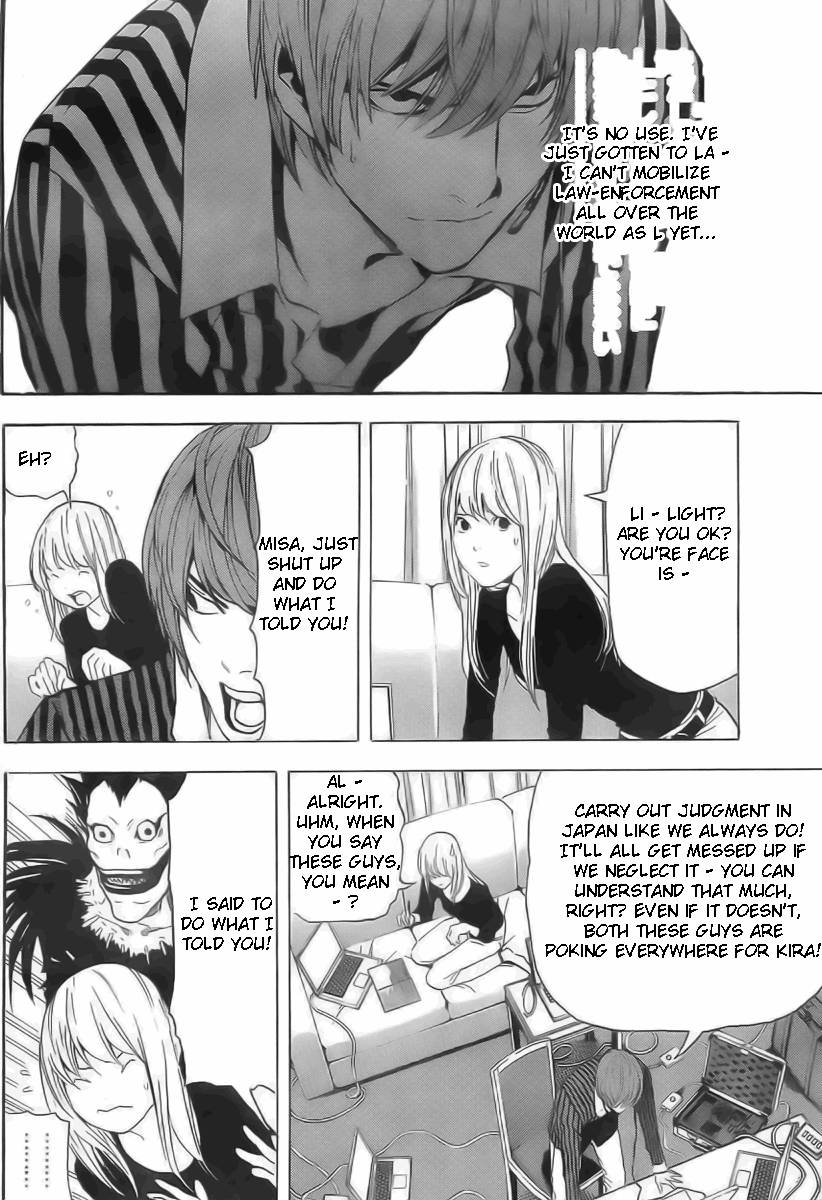 IT'S NO USE. I'VE
JUST GOTTEN TO LA -
I CAN'T MOBILIZE
LAW-ENFORCEMENT
ALL OVER THE
WORLD AS L YET...
LI - LIGHT?
ARE YOU OK?
YOU'RE FACE
IS -
MISA, JUST
SHUT UP
AND DO
WHAT I
TOLD YOU!
EH?
CARRY OUT JUDGMENT IN
JAPAN LIKE WE ALWAYS DO!
IT'LL ALL GET MESSED UP IF
WE NEGLECT IT - YOU CAN
UNDERSTAND THAT MUCH,
RIGHT? EVEN IF IT DOESN'T,
BOTH THESE GUYS ARE
POKING EVERYWHERE FOR KIRA!
AL -
ALRIGHT.
UHM, WHEN
YOU SAY
THESE GUYS,
YOU MEAN
- ?
I SAID TO
DO WHAT I
TOLD YOU!